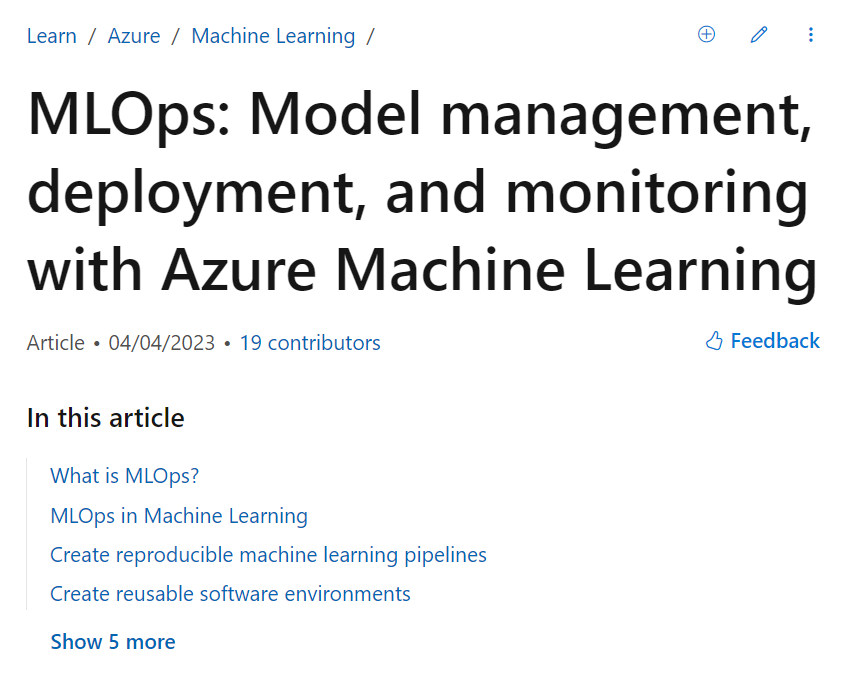 Learn / Azure / Machine Learning /
MLOps: Model management,
deployment, and monitoring
with Azure Machine Learning
Article • 04/04/2023 • 19 contributors
Feedback
In this article
What is MLOps?
MLOps in Machine Learning
Create reproducible machine learning pipelines
Create reusable software environments
Show 5 more